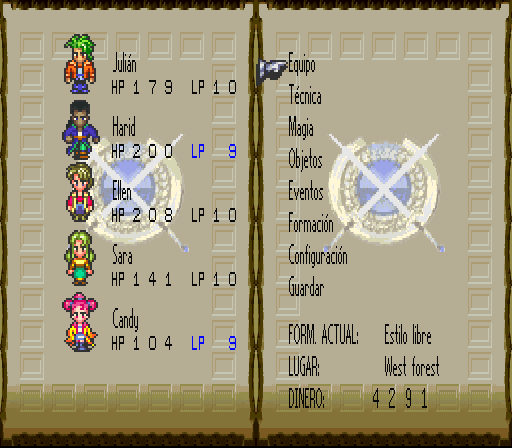 Julián
HP 179 LP 10
Harid
HP 200 LP 9
Ellen
HP 208 LP 10
Sara
HP 141 LP 10
Candy
HP 104 LP 9
Equipo
Técnica
Magia
Objetos
Eventos
Formación
Configuración
Guardar
FORM. ACTUAL: Estilo libre
LUGAR: West forest
DINERO: 4291